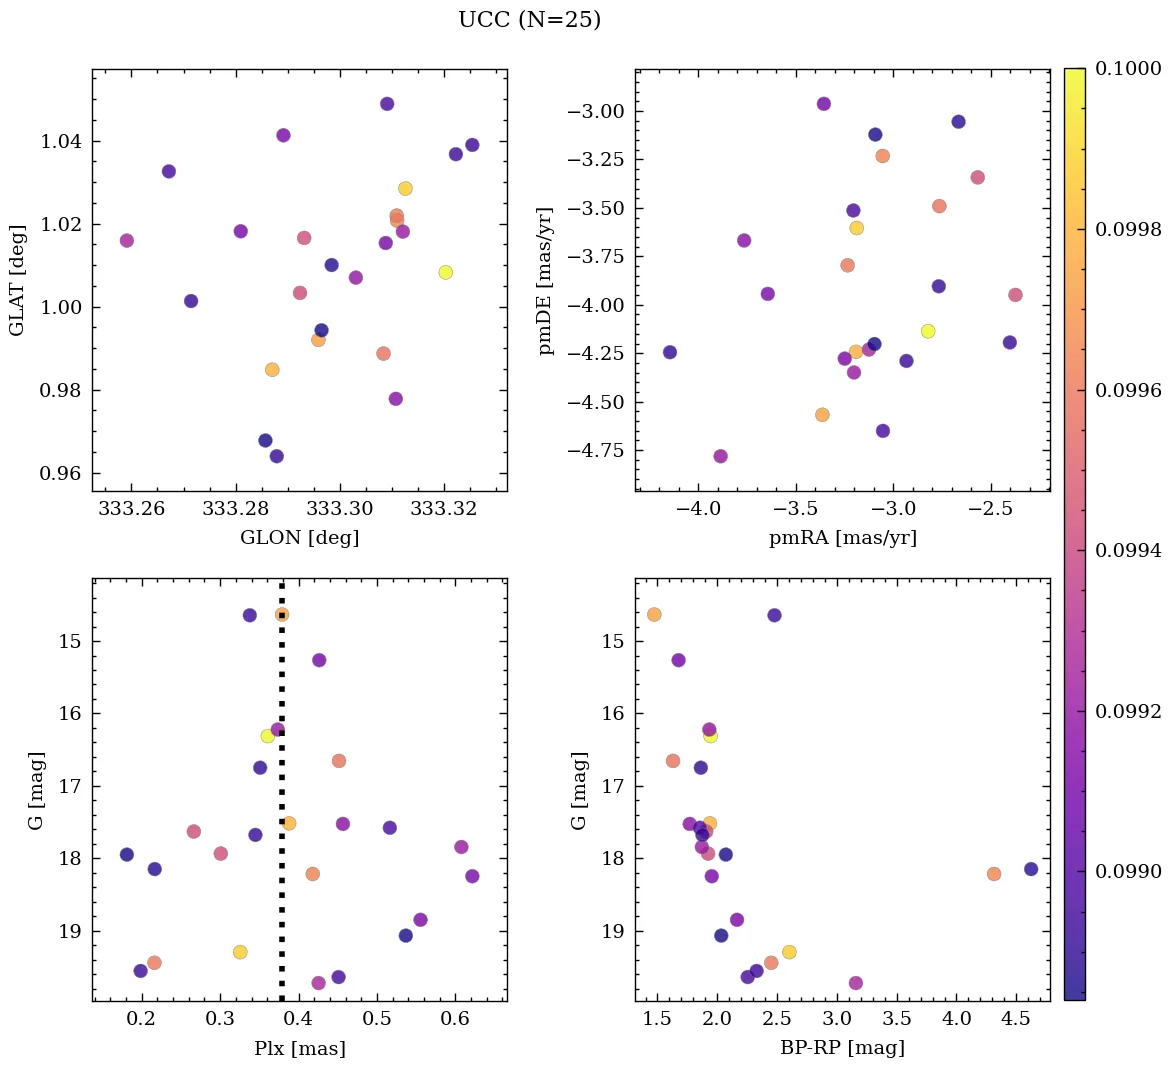 UCC (N=25)
1.04
1.02
1.00
0.98
0.96
GLAT [deg]
333.26 333.28 333.30 333.32
GLON [deg]
−3.00
−3.25
−3.50
−3.75
−4.00
−4.25
−4.50
−4.75
pmDE [mas/yr]
−4.0 −3.5 −3.0 −2.5
pmRA [mas/yr]
0.1000
0.0998
0.0996
0.0994
0.0992
0.0990
15
16
17
18
19
G [mag]
0.2 0.3 0.4 0.5 0.6
Plx [mas]
15
16
17
18
19
G [mag]
1.5 2.0 2.5 3.0 3.5 4.0 4.5
BP-RP [mag]